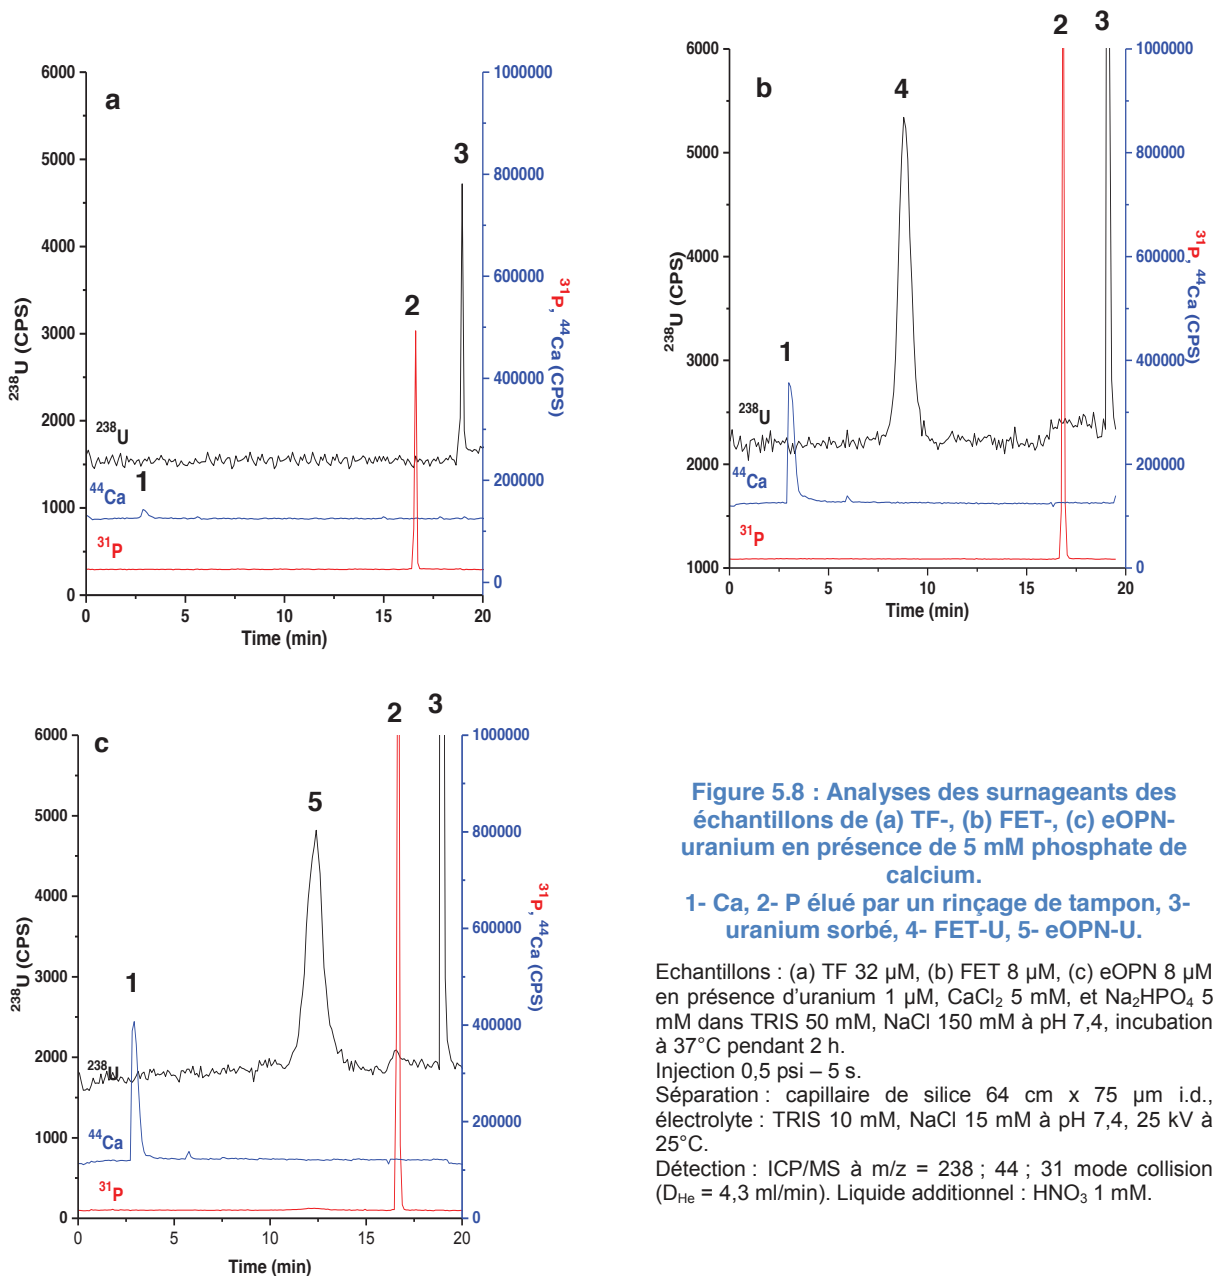 a
6000
5000
4000
3000
2000
1000
0
²³⁸U (CPS)
1000000
800000
600000
400000
200000
0
³¹P, ⁴⁴Ca (CPS)
3
2
1
²³⁸U
⁴⁴Ca
³¹P
0 5 10 15 20
Time (min)
b
6000
5000
4000
3000
2000
1000
²³⁸U (CPS)
1000000
800000
600000
400000
200000
0
³¹P, ⁴⁴Ca (CPS)
2 3
4
1
²³⁸U
⁴⁴Ca
³¹P
0 5 10 15 20
Time (min)
c
6000
5000
4000
3000
2000
1000
0
²³⁸U (CPS)
1000000
800000
600000
400000
200000
0
³¹P, ⁴⁴Ca (CPS)
2 3
5
1
²³⁸U
⁴⁴Ca
³¹P
0 5 10 15 20
Time (min)
Figure 5.8 : Analyses des surnageants des
échantillons de (a) TF-, (b) FET-, (c) eOPN-
uranium en présence de 5 mM phosphate de
calcium.
1- Ca, 2- P élué par un rinçage de tampon, 3-
uranium sorbé, 4- FET-U, 5- eOPN-U.
Echantillons : (a) TF 32 µM, (b) FET 8 µM, (c) eOPN 8 µM
en présence d'uranium 1 µM, CaCl₂ 5 mM, et Na₂HPO₄ 5
mM dans TRIS 50 mM, NaCl 150 mM à pH 7,4, incubation
à 37°C pendant 2 h.
Injection 0,5 psi – 5 s.
Séparation : capillaire de silice 64 cm x 75 µm i.d.,
électrolyte : TRIS 10 mM, NaCl 15 mM à pH 7,4, 25 kV à
25°C.
Détection : ICP/MS à m/z = 238 ; 44 ; 31 mode collision
(D_He = 4,3 ml/min). Liquide additionnel : HNO₃ 1 mM.